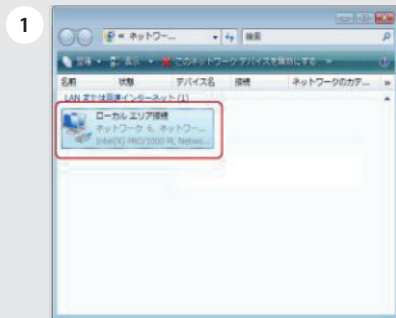 1
ネットワー...
検索
整理 表示 このネットワーク デバイスを無効にする »
名前 状態 デバイス名 接続 ネットワークのカテ... »
LAN または高速インターネット (1)
ローカル エリア接続
ネットワーク 6, ネットワー...
Intel(R) PRO/1000 PL Netwo...